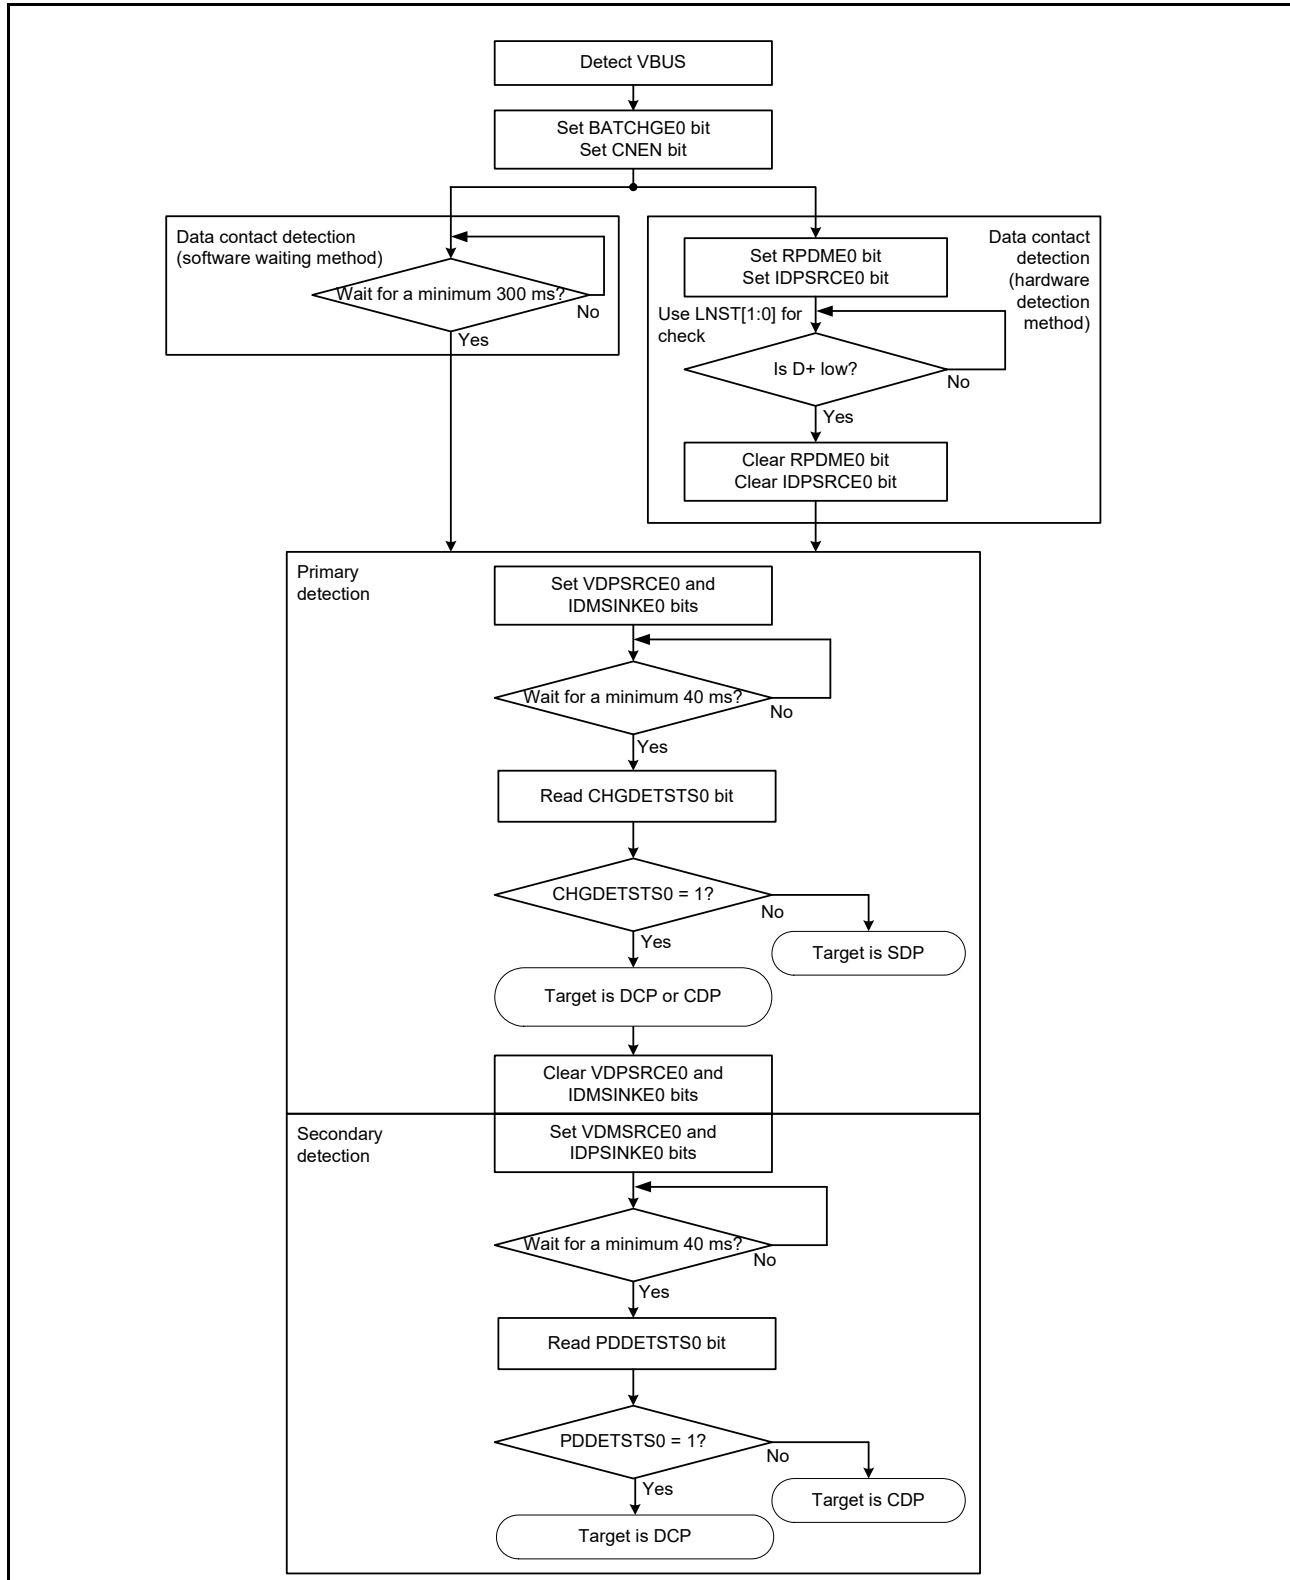 Detect VBUS
Set BATCHGE0 bit
Set CNEN bit
Data contact detection
(software waiting method)
Wait for a minimum 300 ms?
No
Yes
Data contact
detection
(hardware
detection
method)
Set RPDME0 bit
Set IDPSRCE0 bit
Use LNST[1:0] for
check
Is D+ low?
No
Yes
Clear RPDME0 bit
Clear IDPSRCE0 bit
Primary
detection
Set VDPSRCE0 and
IDMSINKE0 bits
Wait for a minimum 40 ms?
No
Yes
Read CHGDETSTS0 bit
CHGDETSTS0 = 1?
No
Yes
Target is SDP
Target is DCP or CDP
Clear VDPSRCE0 and
IDMSINKE0 bits
Secondary
detection
Set VDMSRCE0 and
IDPSINKE0 bits
Wait for a minimum 40 ms?
No
Yes
Read PDDETSTS0 bit
PDDETSTS0 = 1?
No
Yes
Target is CDP
Target is DCP